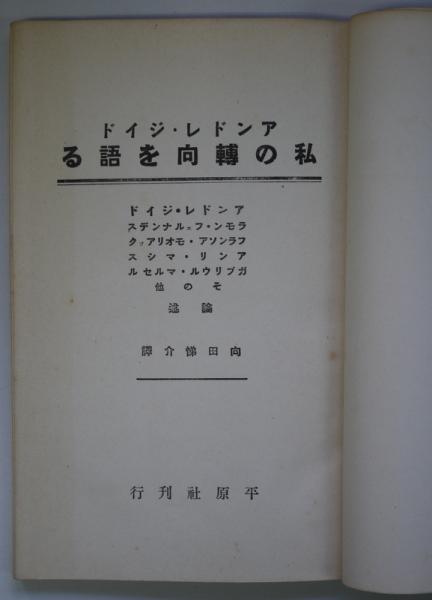 アンドレ・ジイド
私の轉向を語る
アンドレ・ジイド
ラモン・フェルナンデス
フランソア・モオリアック
アンリ・マシス
ガブリウル・マルセル
その他
論述
向田悌介譯
平原社刊行